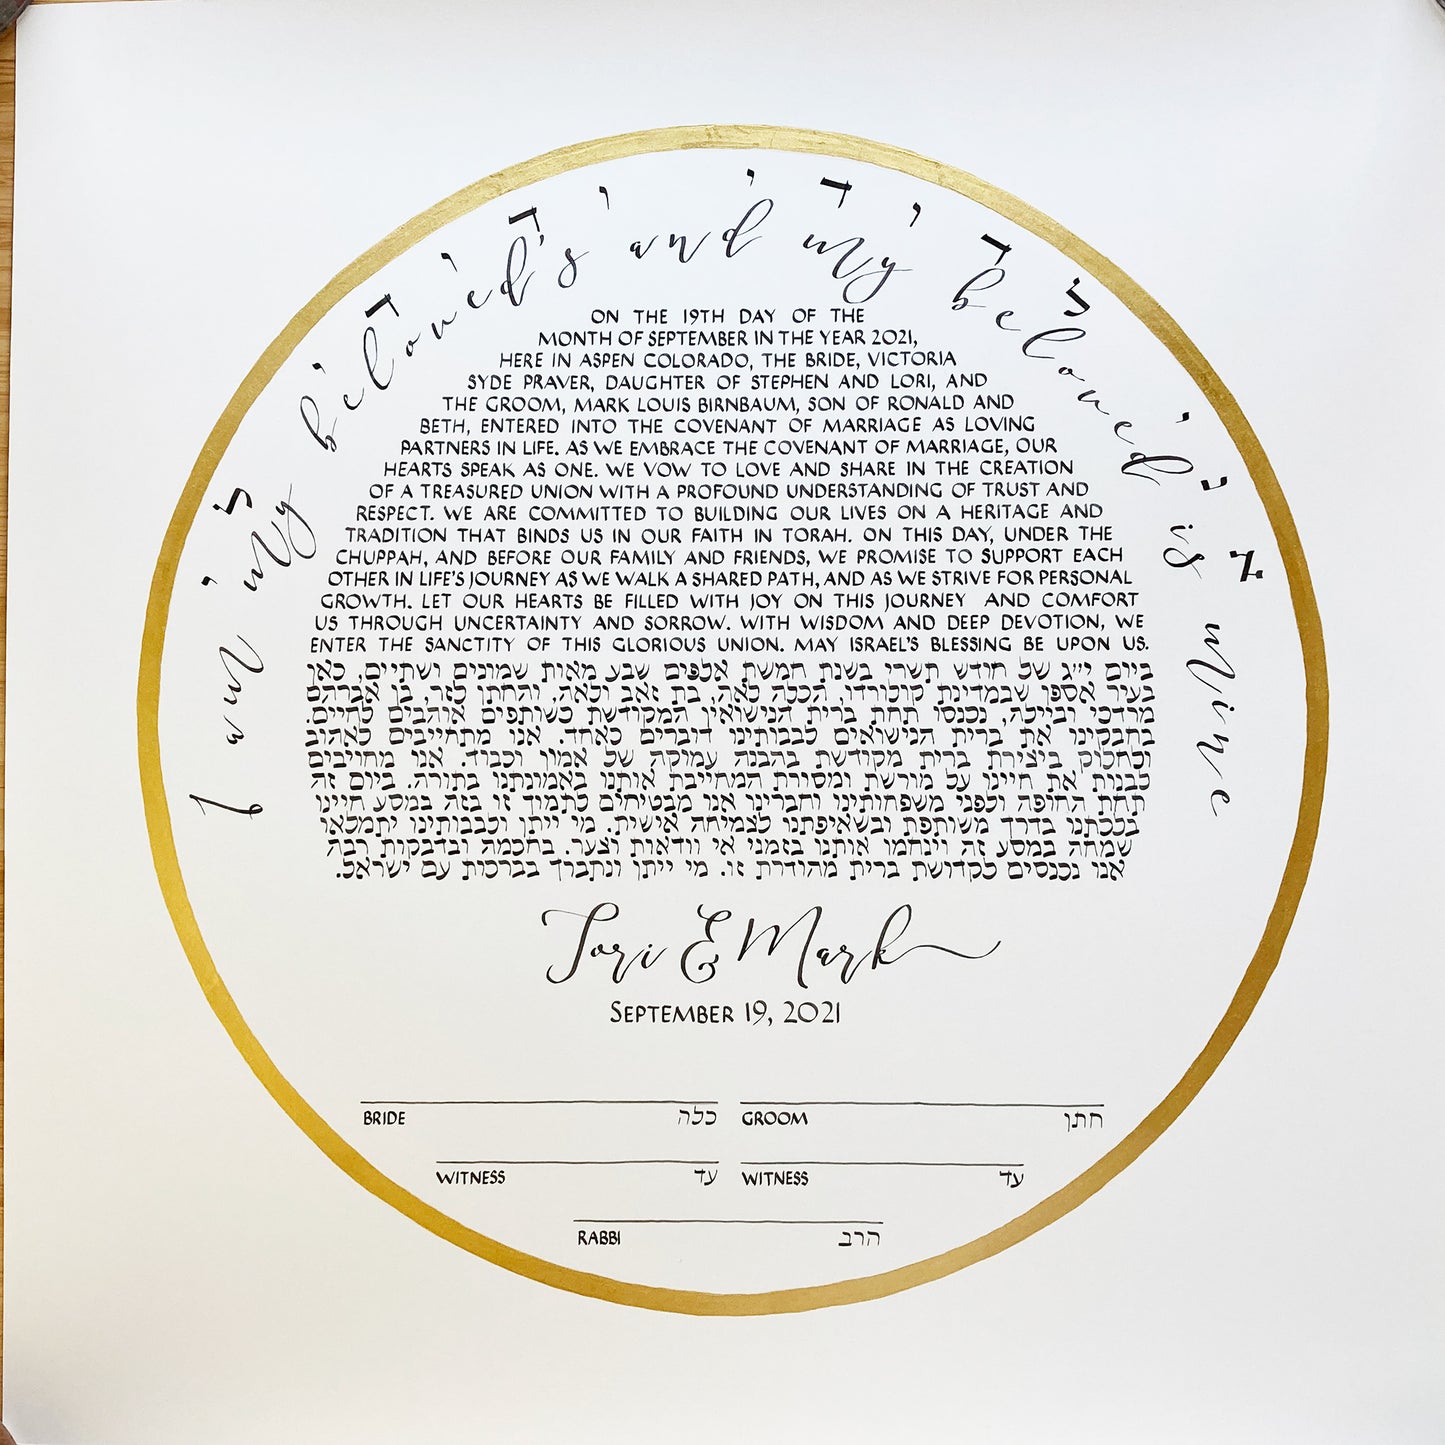 אני לדודי ודודי לי
I am my beloved's and my beloved is mine
ON THE 19TH DAY OF THE
MONTH OF SEPTEMBER IN THE YEAR 2021,
HERE IN ASPEN COLORADO, THE BRIDE, VICTORIA
SYDE PRAVER, DAUGHTER OF STEPHEN AND LORI, AND
THE GROOM, MARK LOUIS BIRNBAUM, SON OF RONALD AND
BETH, ENTERED INTO THE COVENANT OF MARRIAGE AS LOVING
PARTNERS IN LIFE. AS WE EMBRACE THE COVENANT OF MARRIAGE, OUR
HEARTS SPEAK AS ONE. WE VOW TO LOVE AND SHARE IN THE CREATION
OF A TREASURED UNION WITH A PROFOUND UNDERSTANDING OF TRUST AND
RESPECT. WE ARE COMMITTED TO BUILDING OUR LIVES ON A HERITAGE AND
TRADITION THAT BINDS US IN OUR FAITH IN TORAH. ON THIS DAY, UNDER THE
CHUPPAH, AND BEFORE OUR FAMILY AND FRIENDS, WE PROMISE TO SUPPORT EACH
OTHER IN LIFE'S JOURNEY AS WE WALK A SHARED PATH, AND AS WE STRIVE FOR PERSONAL
GROWTH. LET OUR HEARTS BE FILLED WITH JOY ON THIS JOURNEY AND COMFORT
US THROUGH UNCERTAINTY AND SORROW. WITH WISDOM AND DEEP DEVOTION, WE
ENTER THE SANCTITY OF THIS GLORIOUS UNION. MAY ISRAEL'S BLESSING BE UPON US.
ביום י״ג של חודש תשרי בשנת חמשת אלפים שבע מאות שמונים ושתיים, כאן
בעיר אספן שבמדינת קולורדו, הכלה לאה, בת זאב ולאה, והחתן לזר, בן אברהם
מרדכי וביילה, נכנסו תחת ברית הנישואין המקודשת כשותפים אוהבים לחיים.
בחבקינו את ברית הנישואים לבבותינו דוברים כאחד. אנו מתחייבים לאהוב
ולחלוק ביצירת ברית מקודשת בהבנה עמוקה של אמון וכבוד. אנו מחויבים
לבנות את חיינו על מורשת ומסורת המחייבת אותנו באמונתנו בתורה. ביום זה
תחת החופה ולפני משפחותינו וחברינו אנו מבטיחים לתמוך זו בזה במסע חיינו
בלכתנו בדרך משותפת ובשאיפתנו לצמיחה אישית. מי ייתן ולבבותינו יתמלאו
שמחה במסע זה וינחמו אותנו בזמני אי וודאות וצער. בחכמה ובדבקות רבה
אנו נכנסים לקדושת ברית מהודרת זו. מי ייתן ונתברך בברכות עם ישראל.
Tori & Mark
SEPTEMBER 19, 2021
BRIDE כלה GROOM חתן
WITNESS עד WITNESS עד
RABBI הרב